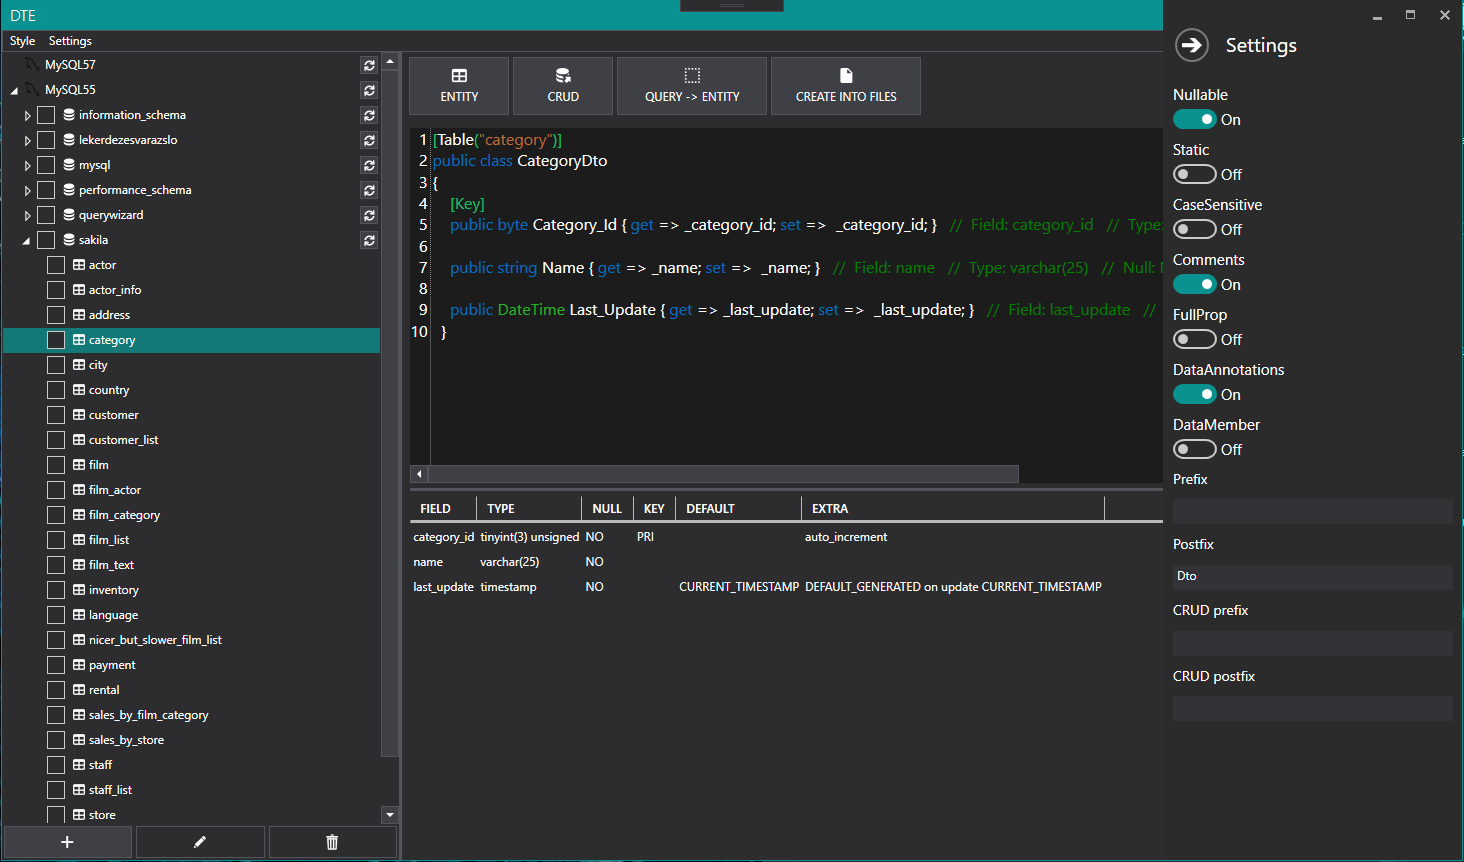 DTE
Style Settings
MySQL57
MySQL55
information_schema
lekerdezesvarazslo
mysql
performance_schema
querywizard
sakila
actor
actor_info
address
category
city
country
customer
customer_list
film
film_actor
film_category
film_list
film_text
inventory
language
nicer_but_slower_film_list
payment
rental
sales_by_film_category
sales_by_store
staff
staff_list
store
ENTITY CRUD QUERY -> ENTITY CREATE INTO FILES
1 [Table("category")]
2 public class CategoryDto
3 {
4 [Key]
5 public byte Category_Id { get => _category_id; set => _category_id; } // Field: category_id // Type:
6
7 public string Name { get => _name; set => _name; } // Field: name // Type: varchar(25) // Null:
8
9 public DateTime Last_Update { get => _last_update; set => _last_update; } // Field: last_update //
10 }
FIELD TYPE NULL KEY DEFAULT EXTRA
category_id tinyint(3) unsigned NO PRI auto_increment
name varchar(25) NO
last_update timestamp NO CURRENT_TIMESTAMP DEFAULT_GENERATED on update CURRENT_TIMESTAMP
Settings
Nullable
On
Static
Off
CaseSensitive
Off
Comments
On
FullProp
Off
DataAnnotations
On
DataMember
Off
Prefix
Postfix
Dto
CRUD prefix
CRUD postfix